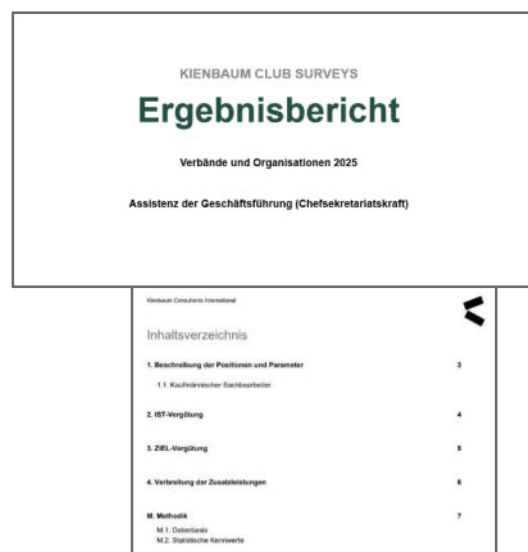 KIENBAUM CLUB SURVEYS
Ergebnisbericht
Verbände und Organisationen 2025
Assistenz der Geschäftsführung (Chefsekretariatskraft)
Kienbaum Consultants International
Inhaltsverzeichnis
1. Beschreibung der Positionen und Parameter 3
1.1. Kaufmännischer Sachbearbeiter
2. IST-Vergütung 4
3. ZIEL-Vergütung 5
4. Verbreitung der Zusatzleistungen 6
M. Methodik 7
M.1. Datenbasis
M.2. Statistische Kennwerte